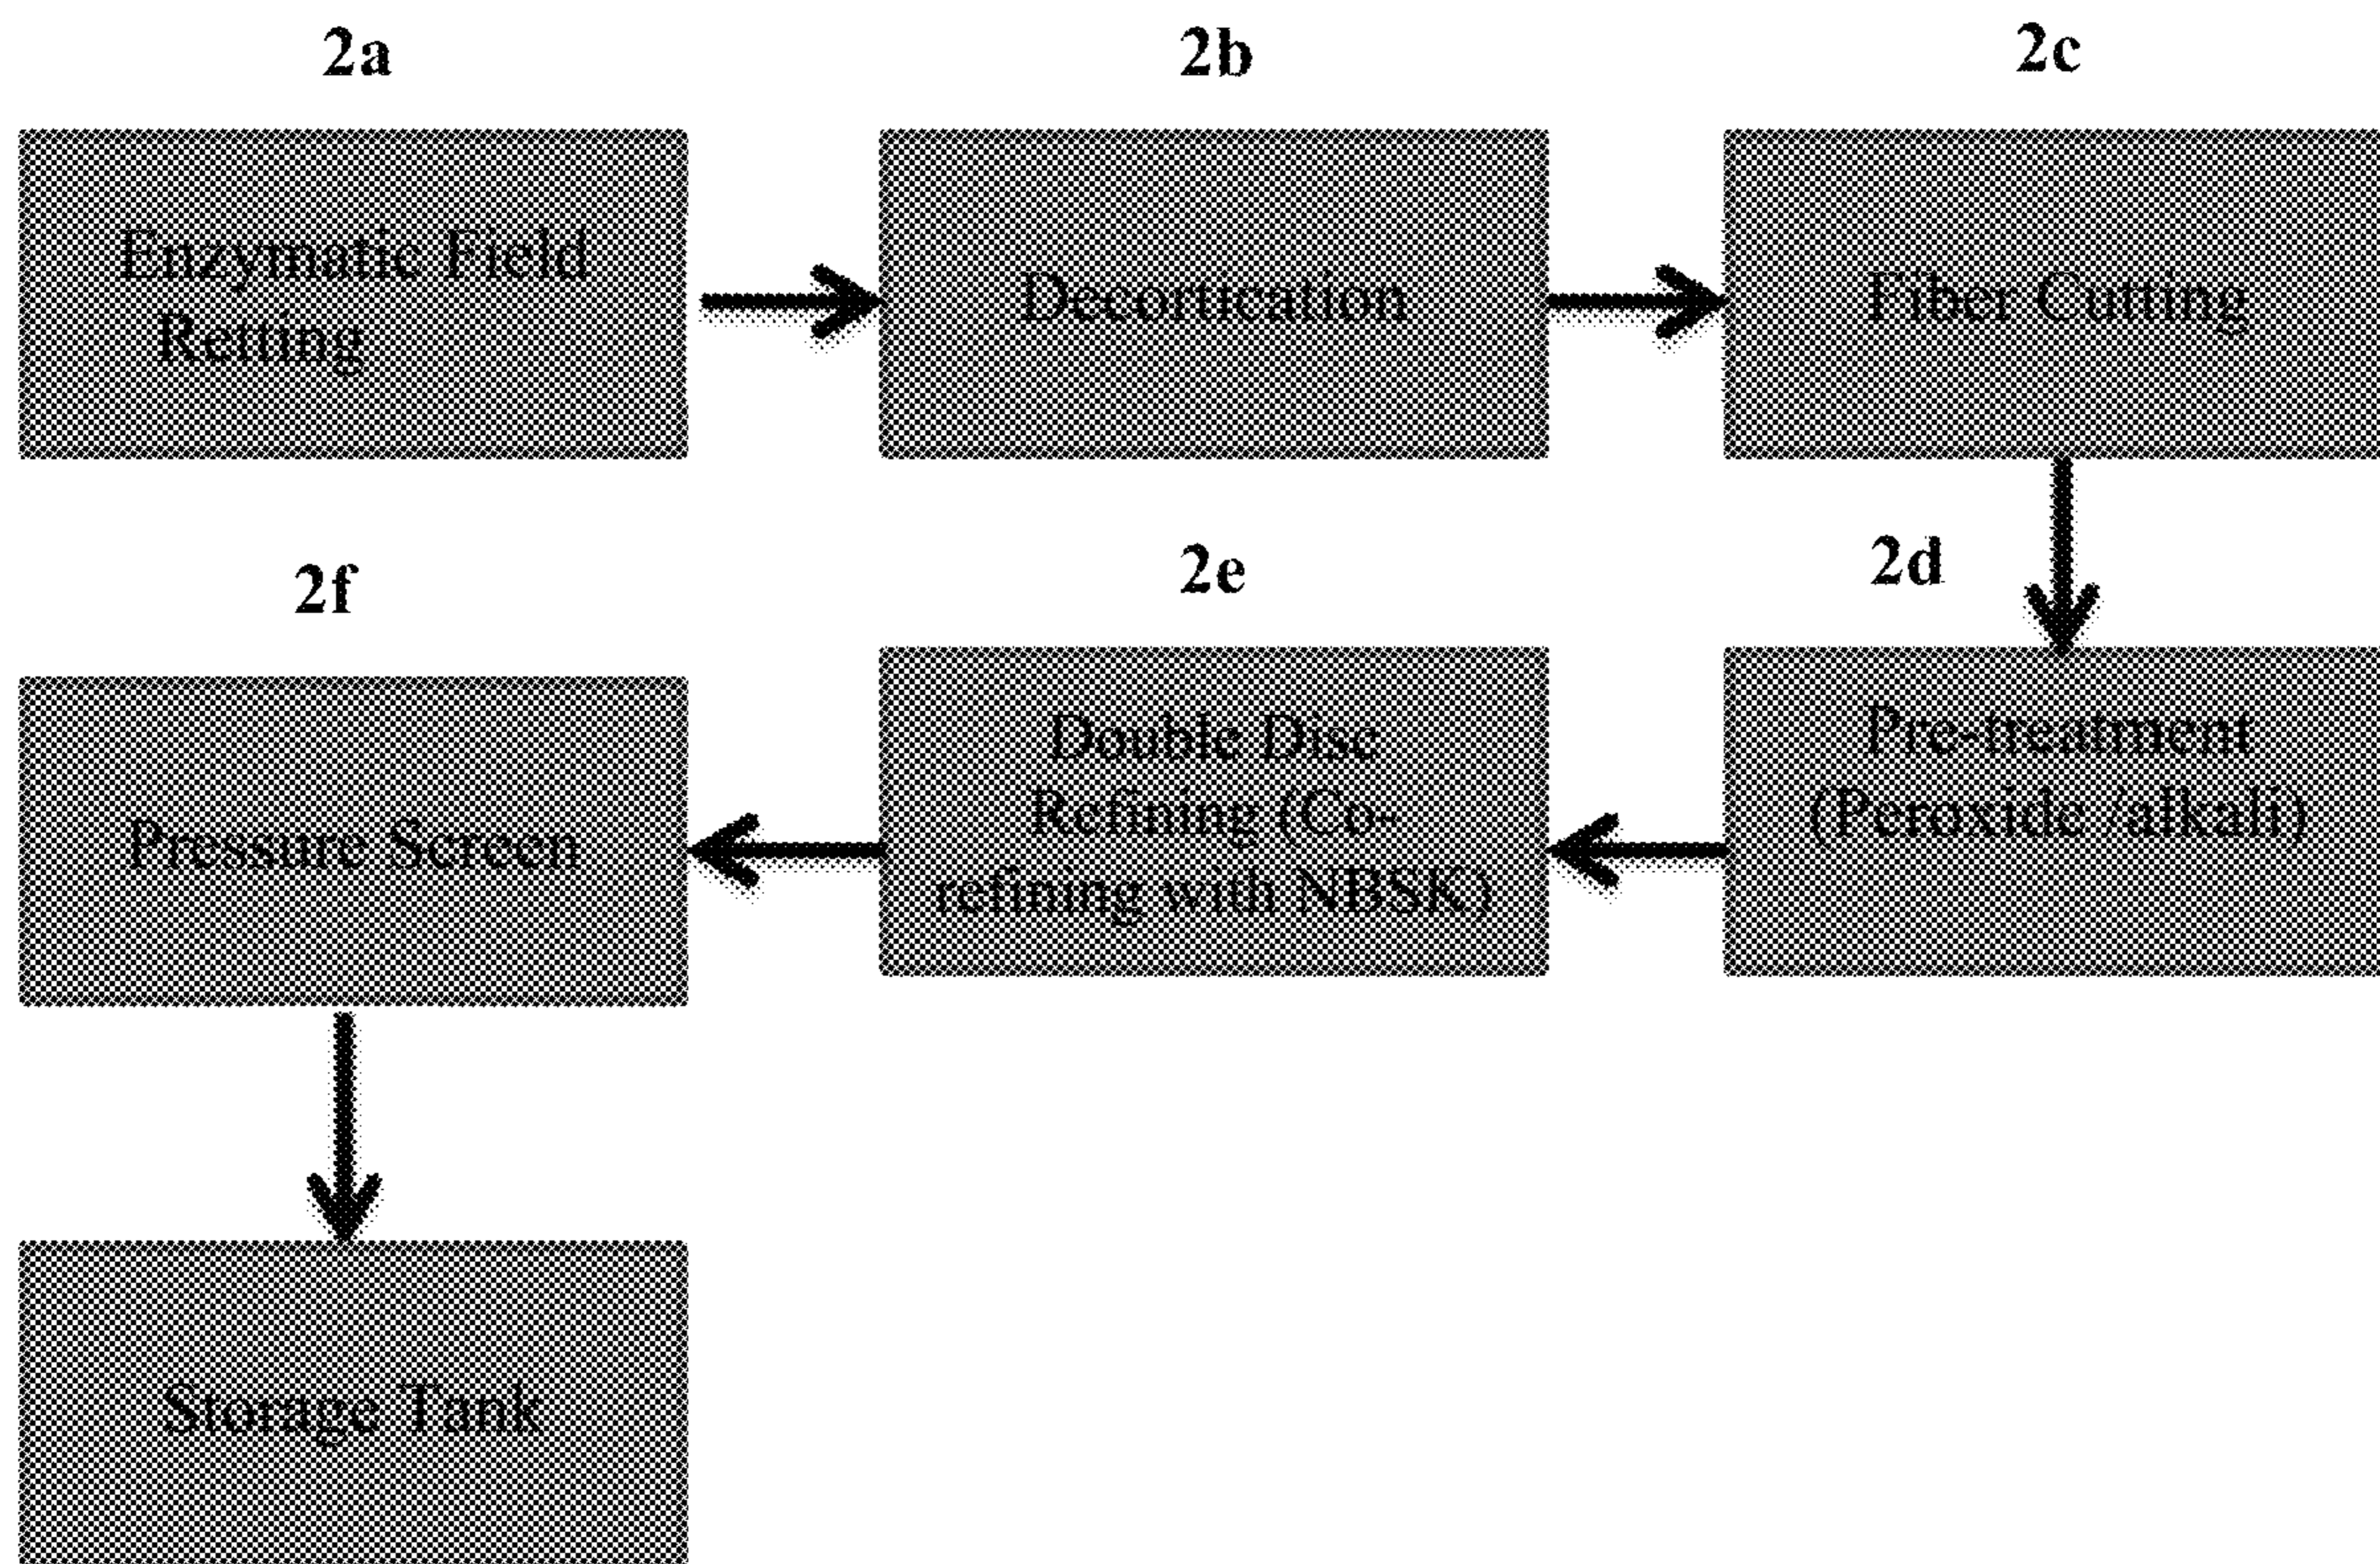 2a
2b
2c
Enzymatic Field
Retting
Decortication
Fiber Cutting
2f
2e
2d
Pressure Screen
Double Disc
Refining (Co-
refining with NBSK)
Pre-treatment
(Peroxide /alkali)
Storage Tank